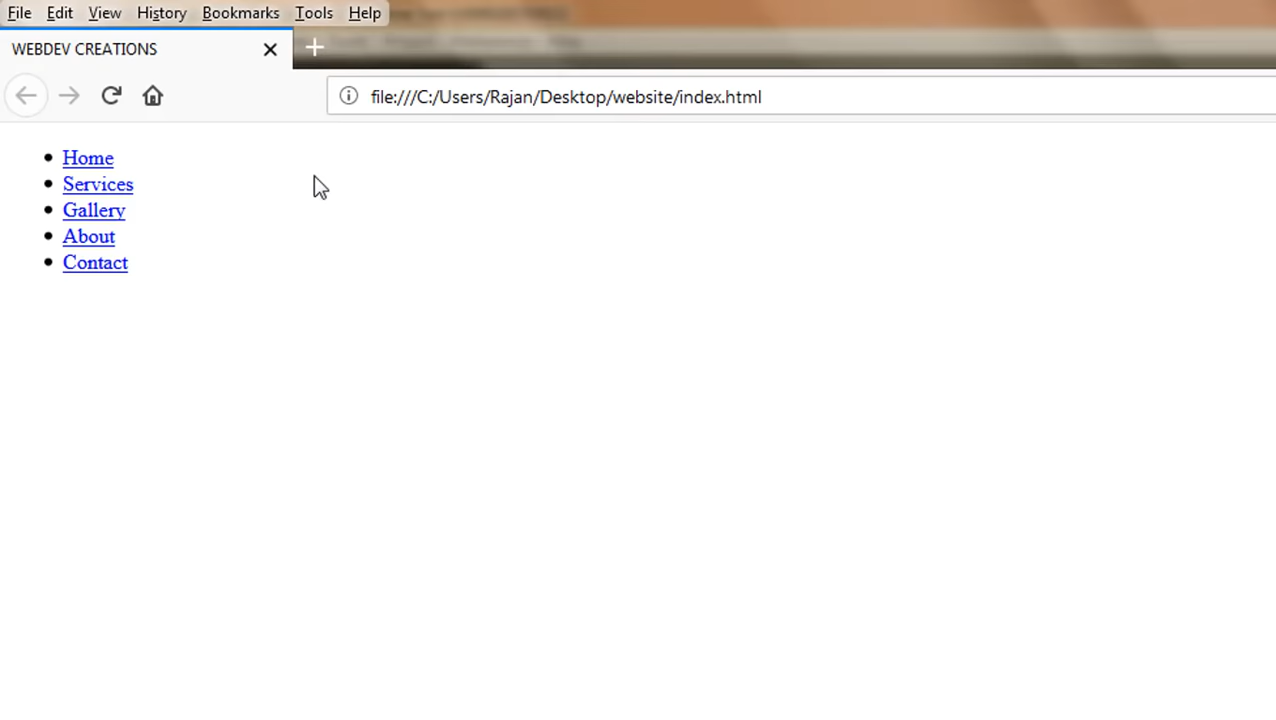 File Edit View History Bookmarks Tools Help
WEBDEV CREATIONS
file:///C:/Users/Rajan/Desktop/website/index.html
Home
Services
Gallery
About
Contact